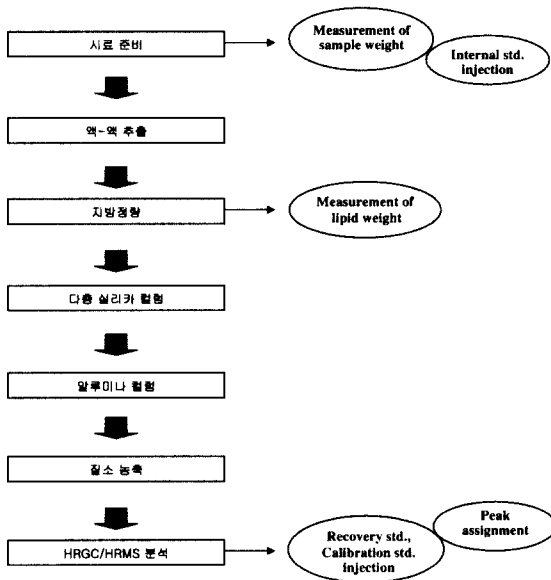 시료 준비
Measurement of
sample weight
Internal std.
injection
액-액 추출
지방정량
Measurement of
lipid weight
다층 실리카 컬럼
알루미나 컬럼
질소 농축
HRGC/HRMS 분석
Recovery std.,
Calibration std.
injection
Peak
assignment